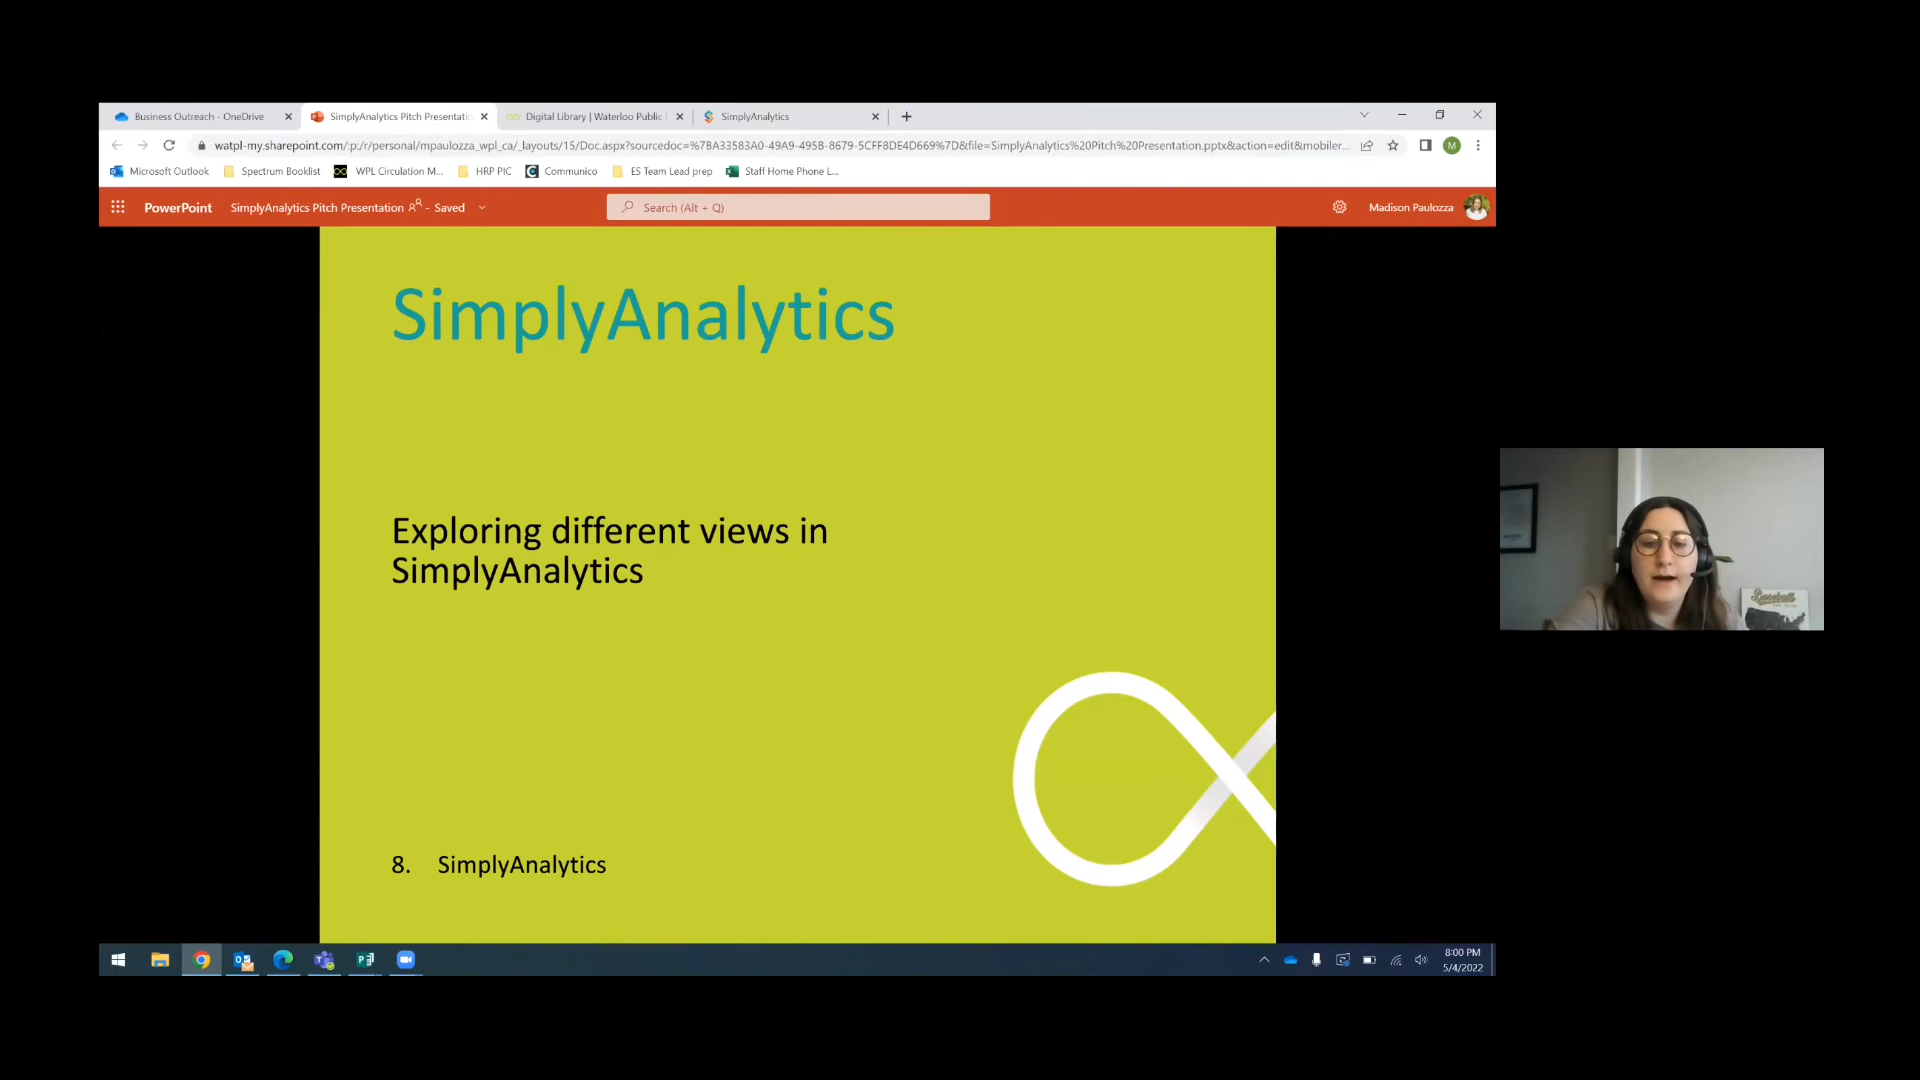 Business Outreach - OneDrive
SimplyAnalytics Pitch Presentatic
Digital Library | Waterloo Public
SimplyAnalytics
watpl-my.sharepoint.com/:p:/r/personal/mpaulozza_wpl_ca/_layouts/15/Doc.aspx?sourcedoc=%7BA33583A0-49A9-495B-8679-5CFF8DE4D669%7D&file=SimplyAnalytics%20Pitch%20Presentation.pptx&action=edit&mobiler...
M
Microsoft Outlook
Spectrum Booklist
WPL Circulation M...
HRP PIC
Communico
ES Team Lead prep
Staff Home Phone L...
PowerPoint
SimplyAnalytics Pitch Presentation - Saved
Search (Alt + Q)
Madison Paulozza
SimplyAnalytics
Exploring different views in
SimplyAnalytics
8. SimplyAnalytics
Baseball
8:00 PM
5/4/2022